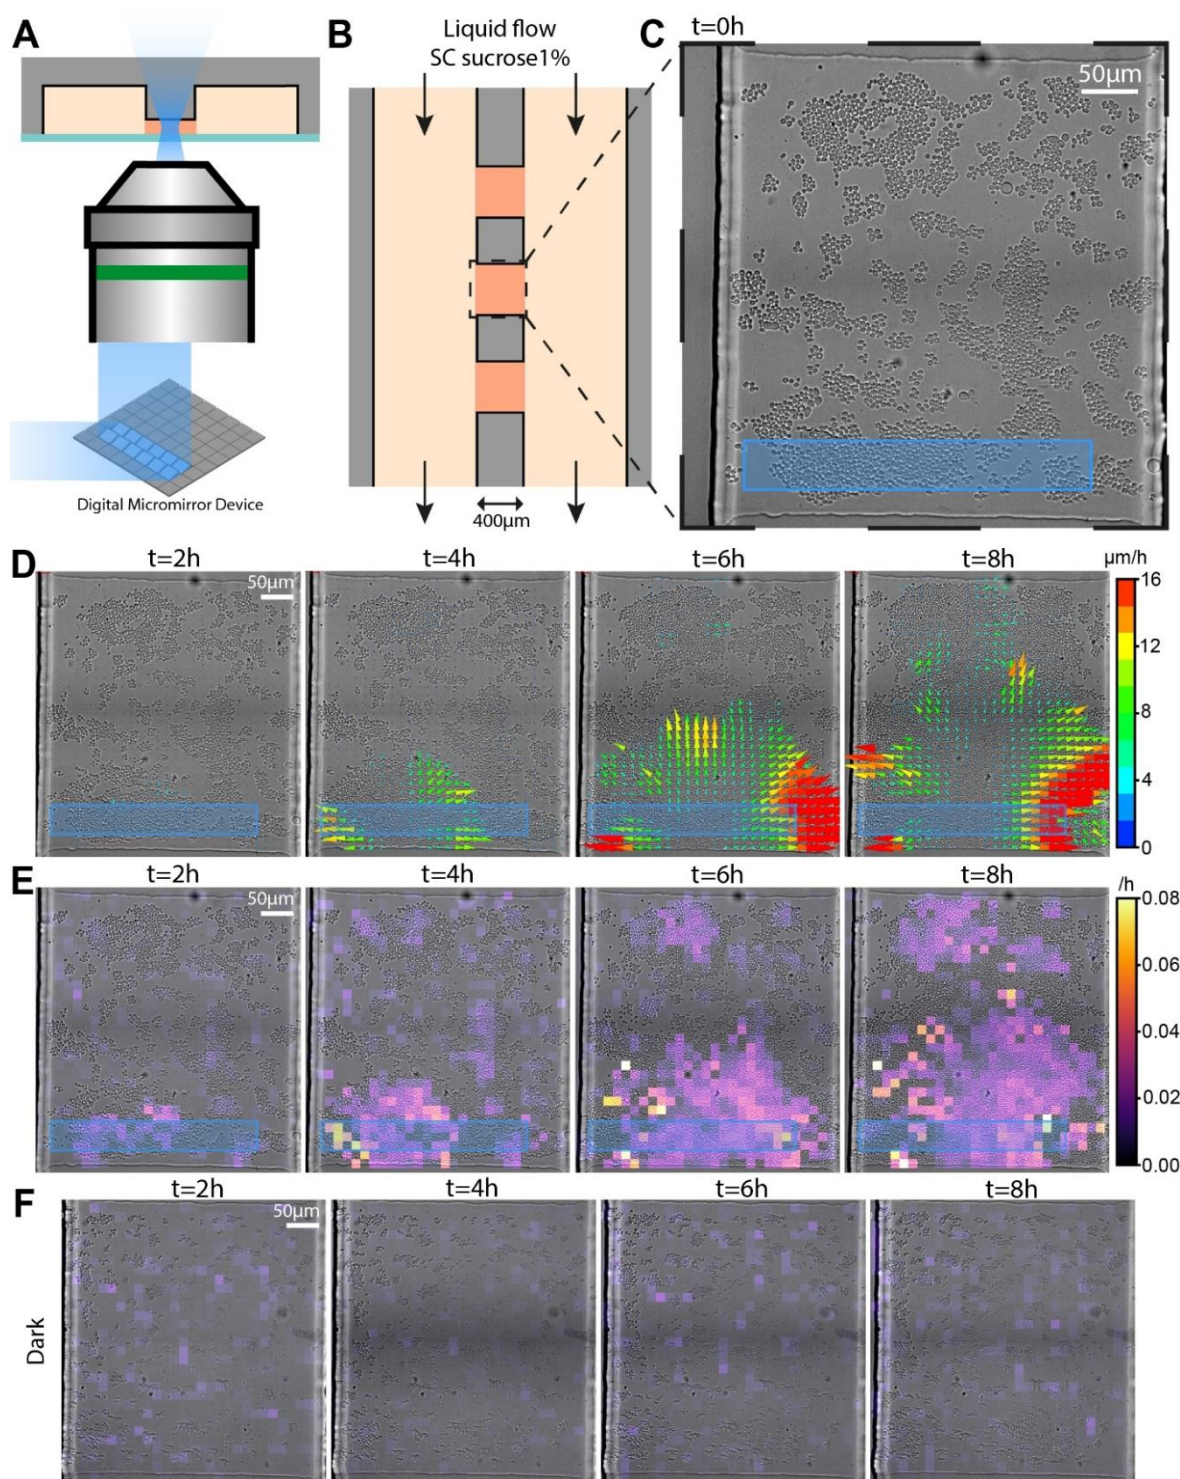 A
B
Liquid flow
SC sucrose1%
C
t=0h
50µm
Digital Micromirror Device
400µm
D
t=2h
t=4h
t=6h
t=8h
µm/h
50µm
16
12
8
4
0
E
t=2h
t=4h
t=6h
t=8h
/h
50µm
0.08
0.06
0.04
0.02
0.00
F
t=2h
t=4h
t=6h
t=8h
50µm
Dark